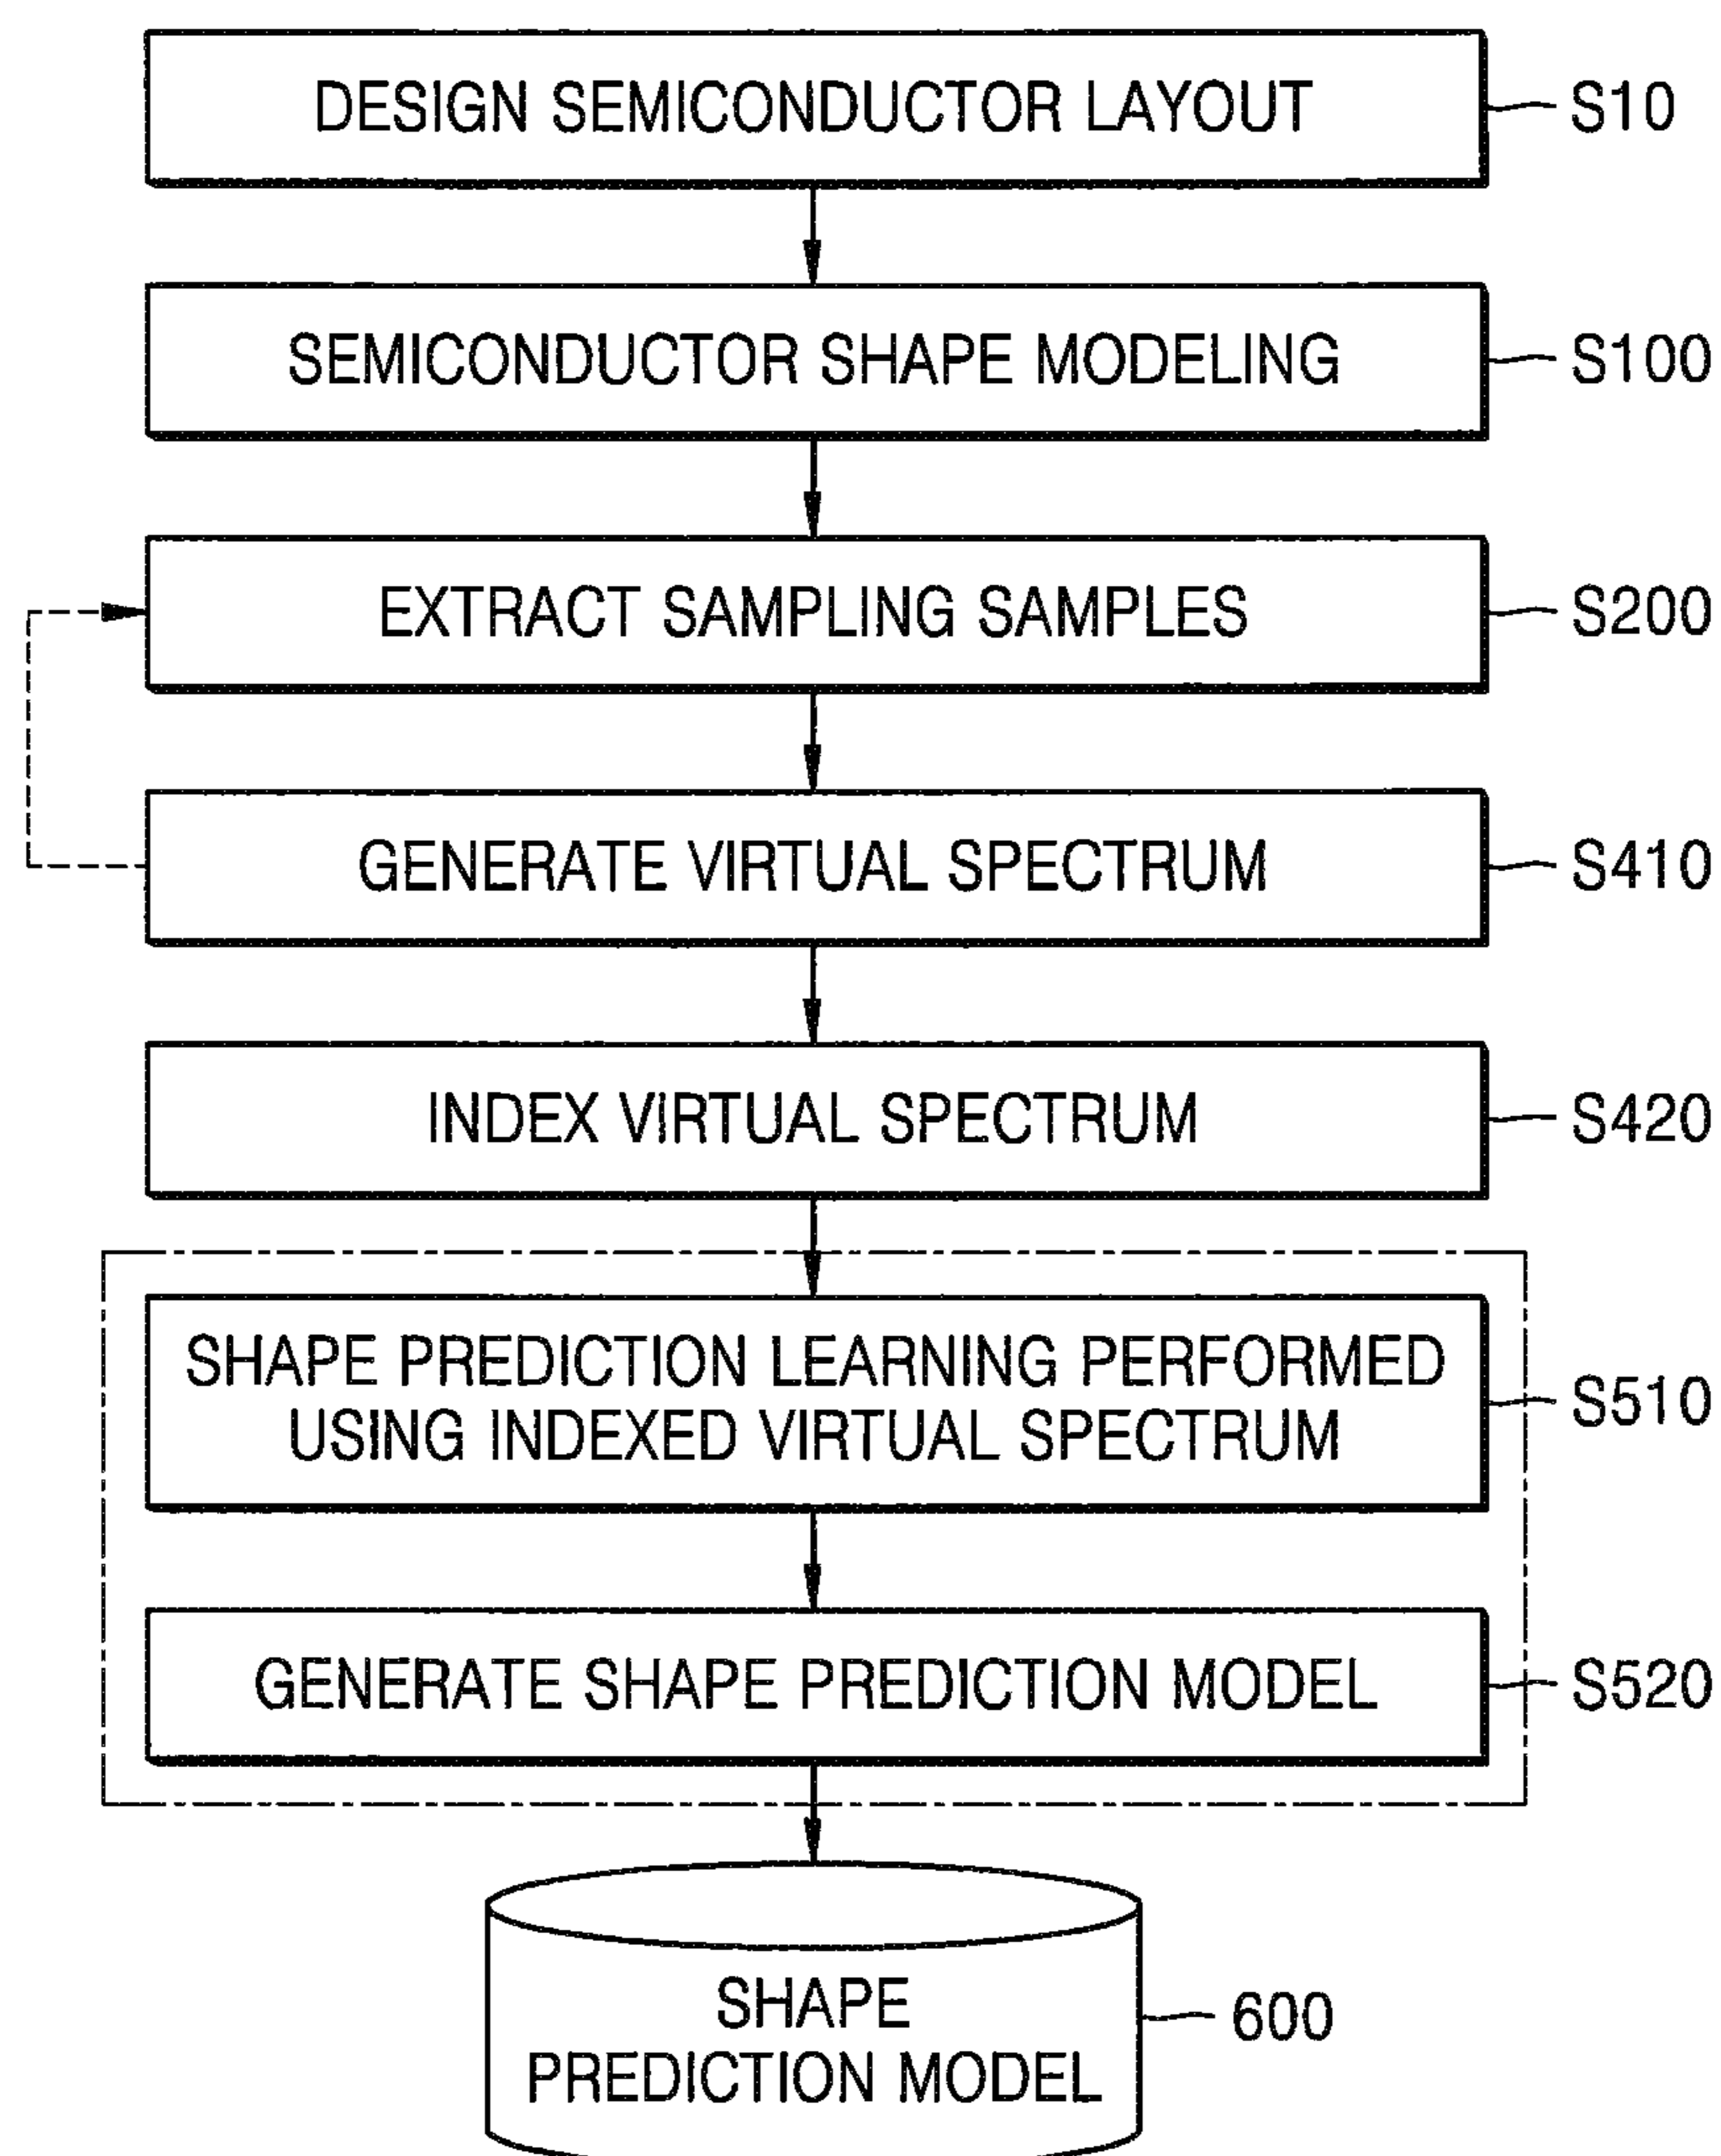 DESIGN SEMICONDUCTOR LAYOUT
S10
SEMICONDUCTOR SHAPE MODELING
S100
EXTRACT SAMPLING SAMPLES
S200
GENERATE VIRTUAL SPECTRUM
S410
INDEX VIRTUAL SPECTRUM
S420
SHAPE PREDICTION LEARNING PERFORMED
USING INDEXED VIRTUAL SPECTRUM
S510
GENERATE SHAPE PREDICTION MODEL
S520
SHAPE
PREDICTION MODEL
600